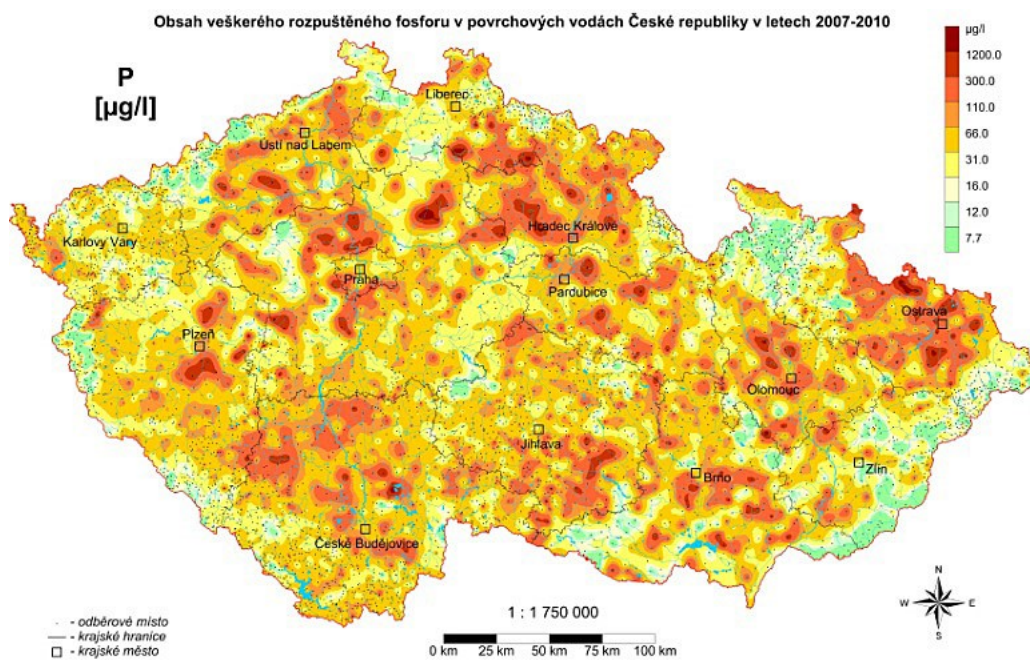 Obsah veškerého rozpuštěného fosforu v povrchových vodách České republiky v letech 2007-2010
P
[µg/l]
µg/l
1200.0
300.0
110.0
66.0
31.0
16.0
12.0
7.7
Liberec
Ústí nad Labem
Karlovy Vary
Hradec Králové
Praha
Pardubice
Ostrava
Plzeň
Olomouc
Jihlava
Zlín
Brno
České Budějovice
N
W
E
S
1 : 1 750 000
0 km
25 km
50 km
75 km
100 km
- odběrové místo
- krajské hranice
- krajské město